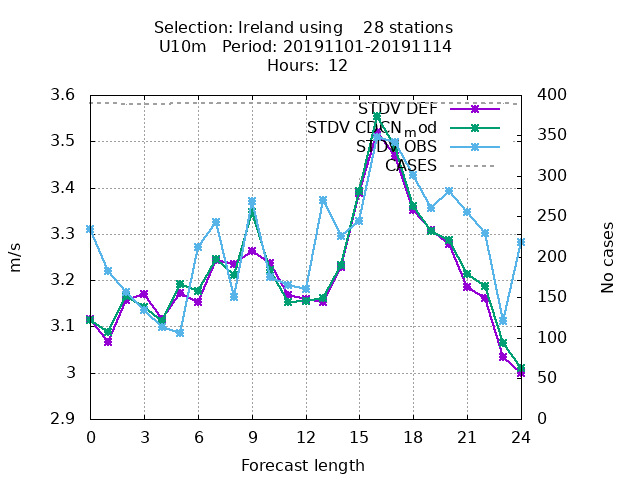 Selection: Ireland using 28 stations
U10m Period: 20191101-20191114
Hours: 12
3.6
3.5
3.4
3.3
3.2
3.1
3
2.9
m/s
STDV DEF
STDV CDCN_mod
STDV OBS
CASES
400
350
300
250
200
150
100
50
0
No cases
0 3 6 9 12 15 18 21 24
Forecast length